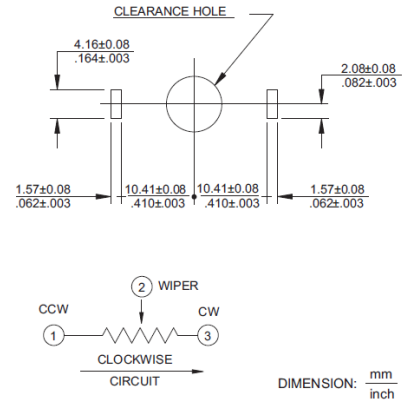 CLEARANCE HOLE
4.16±0.08
.164±.003
2.08±0.08
.082±.003
1.57±0.08
.062±.003
10.41±0.08
.410±.003
10.41±0.08
.410±.003
1.57±0.08
.062±.003
2 WIPER
CCW
CW
1
3
CLOCKWISE
CIRCUIT
DIMENSION: mm
inch